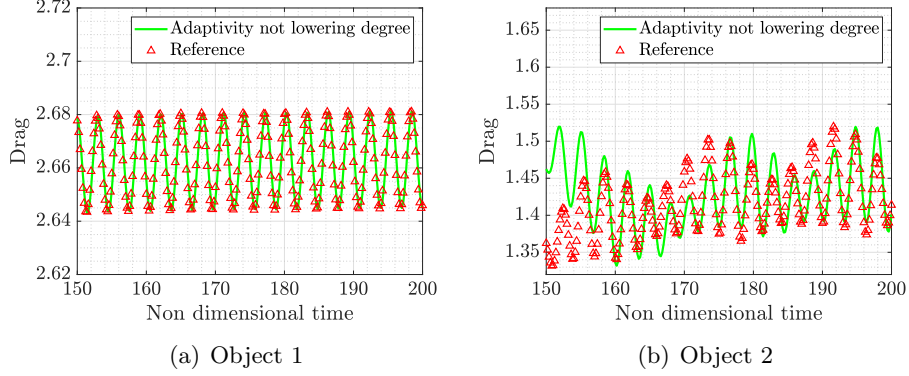 2.72
2.7
2.68
2.66
2.64
2.62
Drag
Adaptivity not lowering degree
Reference
150 160 170 180 190 200
Non dimensional time
(a) Object 1
1.65
1.6
1.55
1.5
1.45
1.4
1.35
Drag
Adaptivity not lowering degree
Reference
150 160 170 180 190 200
Non dimensional time
(b) Object 2